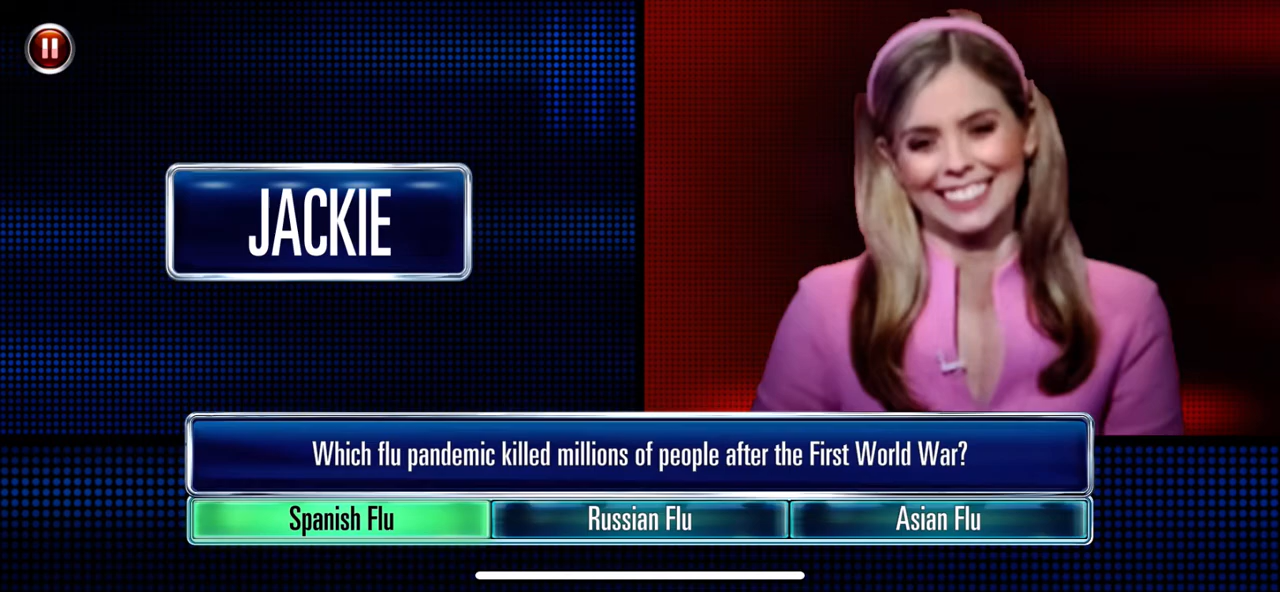 JACKIE
Which flu pandemic killed millions of people after the First World War?
Spanish Flu
Russian Flu
Asian Flu